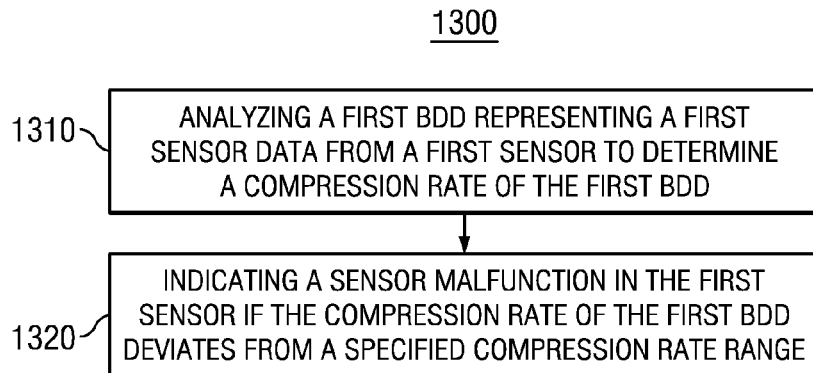 1300
1310
ANALYZING A FIRST BDD REPRESENTING A FIRST
SENSOR DATA FROM A FIRST SENSOR TO DETERMINE
A COMPRESSION RATE OF THE FIRST BDD
1320
INDICATING A SENSOR MALFUNCTION IN THE FIRST
SENSOR IF THE COMPRESSION RATE OF THE FIRST BDD
DEVIATES FROM A SPECIFIED COMPRESSION RATE RANGE